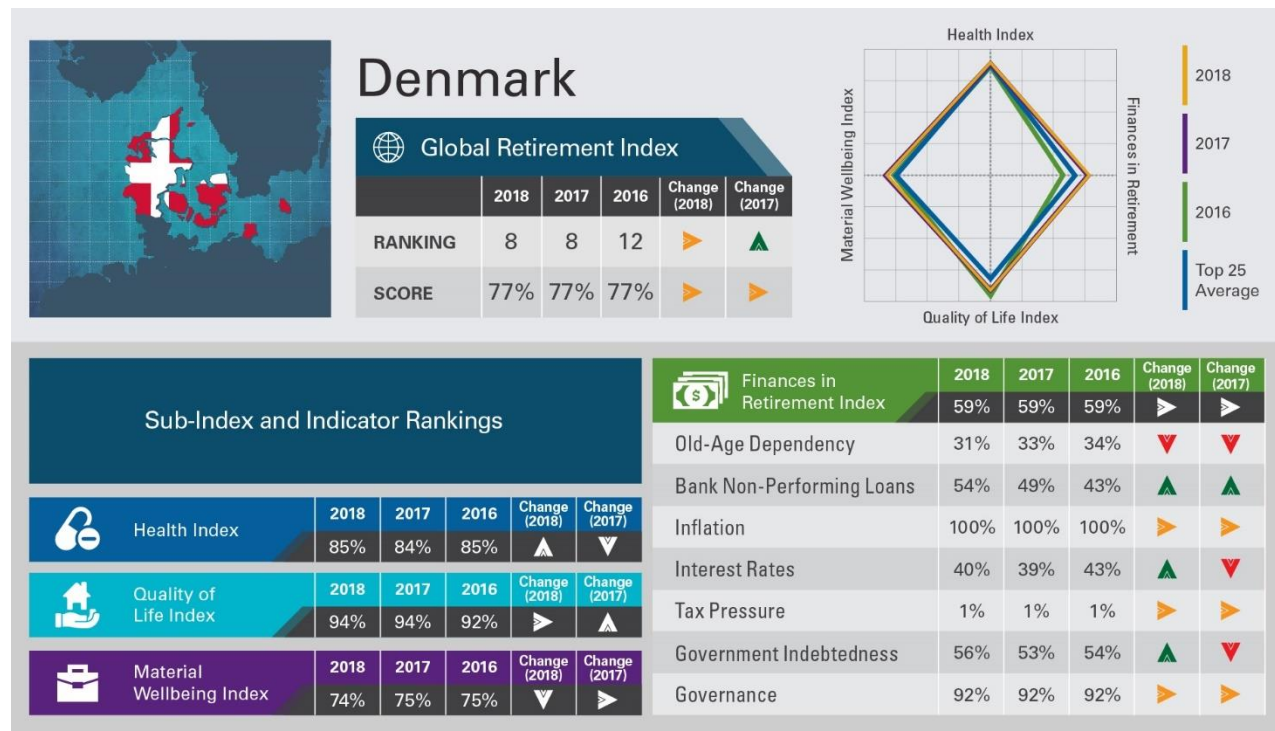 Denmark
Global Retirement Index
2018 2017 2016 Change (2018) Change (2017)
RANKING 8 8 12
SCORE 77% 77% 77%
Health Index
Material Wellbeing Index
Finances in Retirement
Quality of Life Index
2018
2017
2016
Top 25
Average
Sub-Index and Indicator Rankings
Health Index
2018 2017 2016 Change (2018) Change (2017)
85% 84% 85%
Quality of
Life Index
2018 2017 2016 Change (2018) Change (2017)
94% 94% 92%
Material
Wellbeing Index
2018 2017 2016 Change (2018) Change (2017)
74% 75% 75%
$
Finances in
Retirement Index
2018 2017 2016 Change (2018) Change (2017)
59% 59% 59%
Old-Age Dependency 31% 33% 34%
Bank Non-Performing Loans 54% 49% 43%
Inflation 100% 100% 100%
Interest Rates 40% 39% 43%
Tax Pressure 1% 1% 1%
Government Indebtedness 56% 53% 54%
Governance 92% 92% 92%